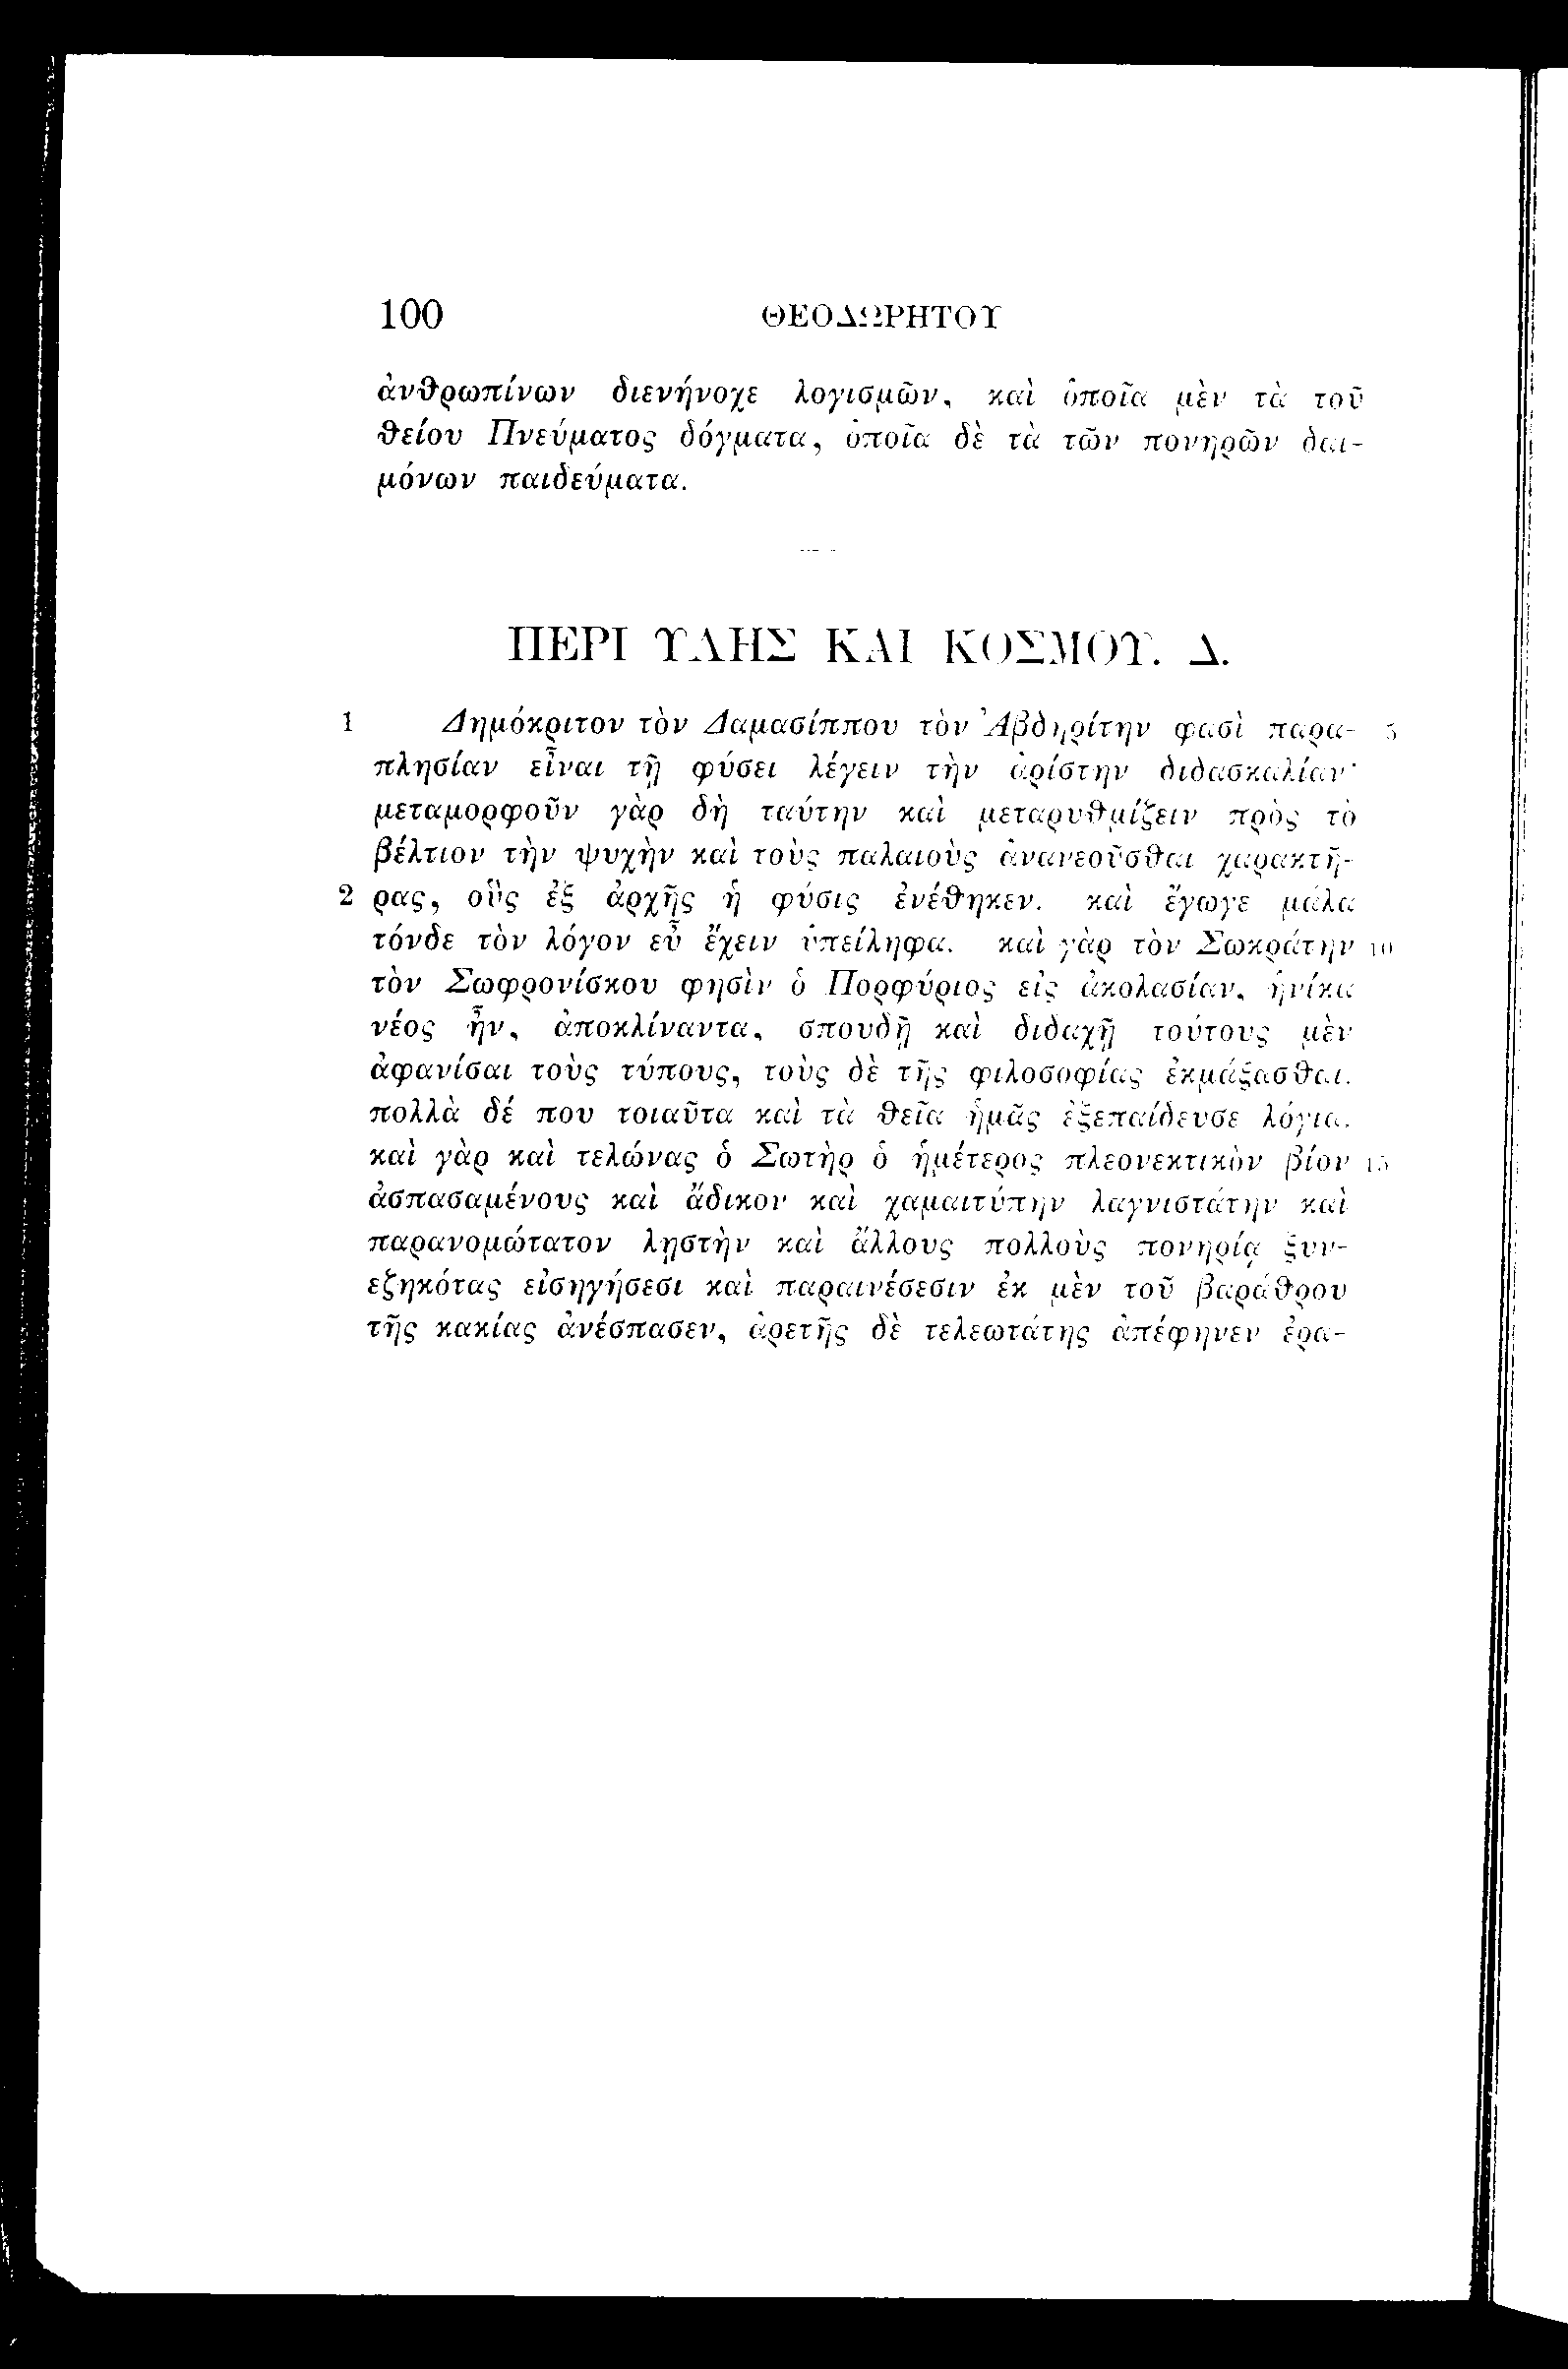 100 ΘΕΟΔΩΡΗΤΟΥ
ἀνθρωπίνων διενήνοχε λογισμῶν, καὶ ὁποῖα μὲν τὰ τοῦ
θείου Πνεύματος δόγματα, ὁποῖα δὲ τὰ τῶν πονηρῶν δαι-
μόνων παιδεύματα.
ΠΕΡΙ ΥΛΗΣ ΚΑΙ ΚΟΣΜΟΥ. Δ.
1 Δημόκριτον τὸν Δαμασίππου τὸν Ἀβδηρίτην φασὶ παρα- 5
πλησίαν εἶναι τῇ φύσει λέγειν τὴν ἀρίστην διδασκαλίαν·
μεταμορφοῦν γὰρ δὴ ταύτην καὶ μεταρυθμίζειν πρὸς τὸ
βέλτιον τὴν ψυχὴν καὶ τοὺς παλαιοὺς ἀνανεοῦσθαι χαρακτῆ-
2 ρας, οὓς ἐξ ἀρχῆς ἡ φύσις ἐνέθηκεν. καὶ ἔγωγε μάλα
τόνδε τὸν λόγον εὖ ἔχειν ὑπείληφα. καὶ γὰρ τὸν Σωκράτην 10
τὸν Σωφρονίσκου φησὶν ὁ Πορφύριος εἰς ἀκολασίαν, ἡνίκα
νέος ἦν, ἀποκλίναντα, σπουδῇ καὶ διδαχῇ τούτους μὲν
ἀφανίσαι τοὺς τύπους, τοὺς δὲ τῆς φιλοσοφίας ἐκμάξασθαι.
πολλὰ δέ που τοιαῦτα καὶ τὰ θεῖα ἡμᾶς ἐξεπαίδευσε λόγια.
καὶ γὰρ καὶ τελώνας ὁ Σωτὴρ ὁ ἡμέτερος πλεονεκτικὸν βίον 15
ἀσπασαμένους καὶ ἄδικον καὶ χαμαιτύπην λαγνιστάτην καὶ
παρανομώτατον λῃστὴν καὶ ἄλλους πολλοὺς πονηρίᾳ ξυν-
εζηκότας εἰσηγήσεσι καὶ παραινέσεσιν ἐκ μὲν τοῦ βαράθρου
τῆς κακίας ἀνέσπασεν, ἀρετῆς δὲ τελεωτάτης ἀπέφηνεν ἐρα-